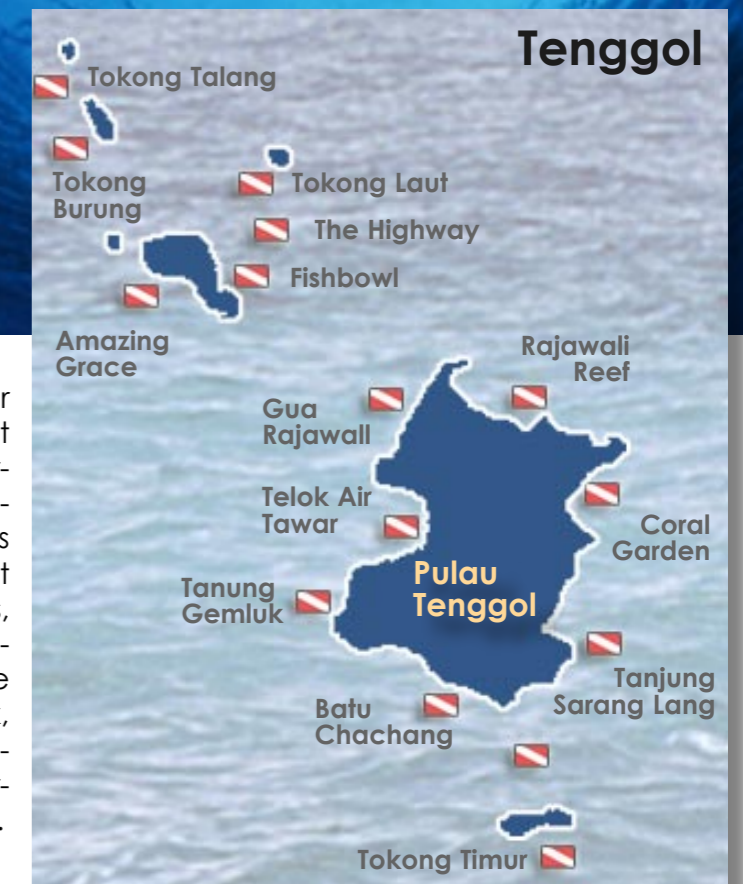 Tenggol
Tokong Talang
Tokong
Burung
Tokong Laut
The Highway
Fishbowl
Amazing
Grace
Rajawali
Reef
Gua
Rajawall
Telok Air
Tawar
Coral
Garden
Pulau
Tenggol
Tanung
Gemluk
Tanjung
Sarang Lang
Batu
Chachang
Tokong Timur
r
t
-
-
s
t
,
-
e
,
-
-
.